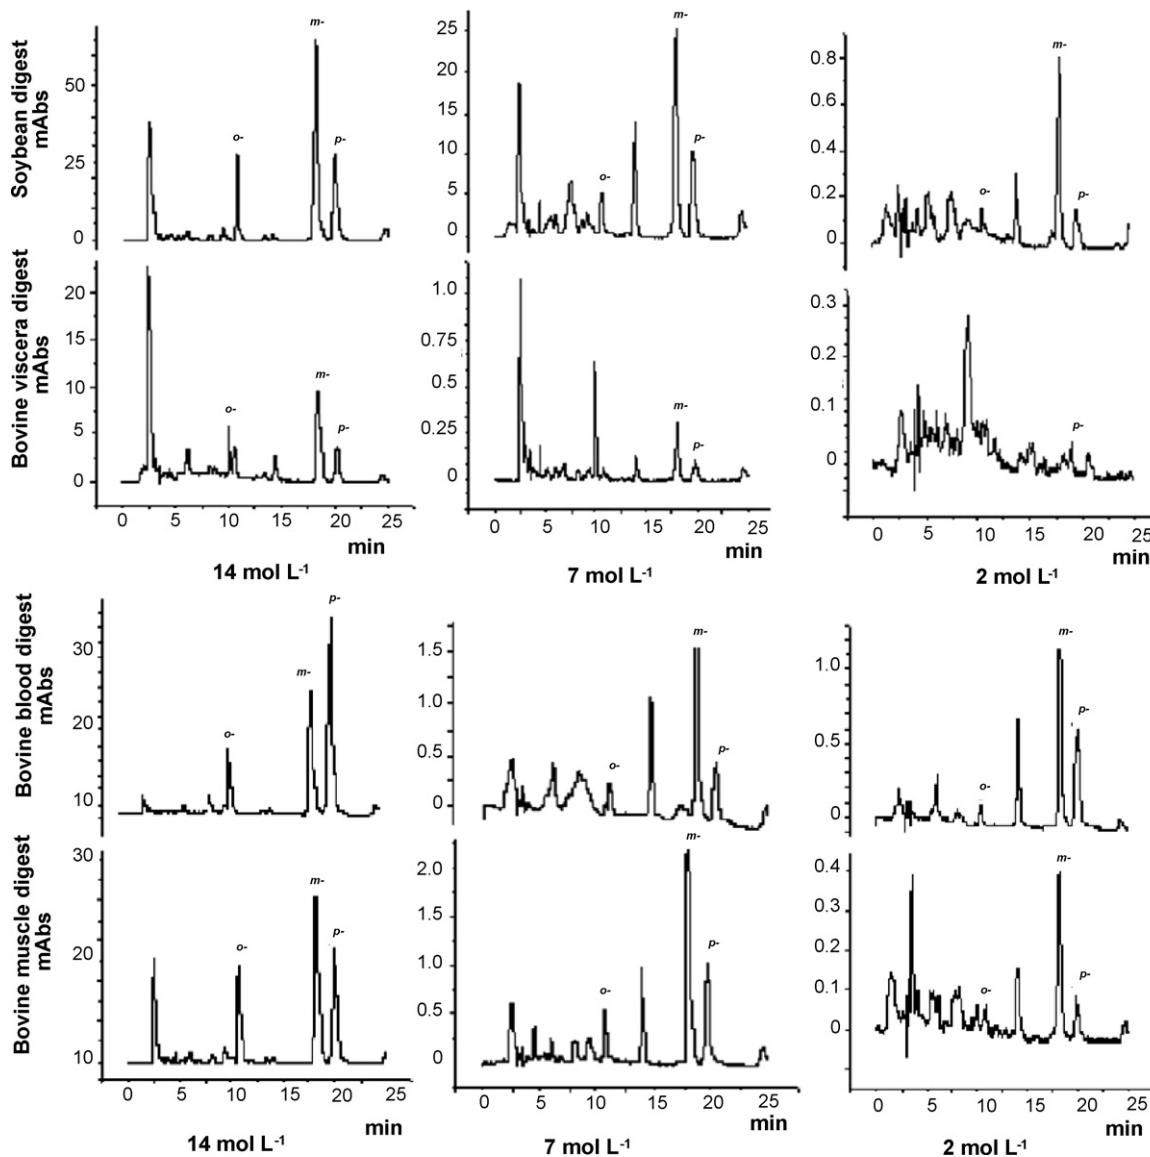 Soybean digest
mAbs
50
25
0
o-
m-
p-
25
20
15
10
5
0
o-
m-
p-
0.8
0.6
0.4
0.2
0
o-
m-
p-
Bovine viscera digest
mAbs
20
15
10
5
0
o-
m-
p-
0 5 10 15 20 25
min
14 mol L-1
1.0
0.75
0.5
0.25
0
m-
p-
0 5 10 15 20 25
min
7 mol L-1
0.3
0.2
0.1
0
p-
0 5 10 15 20 25
min
2 mol L-1
Bovine blood digest
mAbs
30
20
10
o-
m-
p-
1.5
1.0
0.5
0
o-
m-
p-
1.0
0.5
0
o-
m-
p-
Bovine muscle digest
mAbs
30
20
10
o-
m-
p-
0 5 10 15 20 25
min
14 mol L-1
2.0
1.5
1.0
0.5
0
o-
m-
p-
0 5 10 15 20 25
min
7 mol L-1
0.4
0.3
0.2
0.1
0
o-
m-
p-
0 5 10 15 20 25
min
2 mol L-1